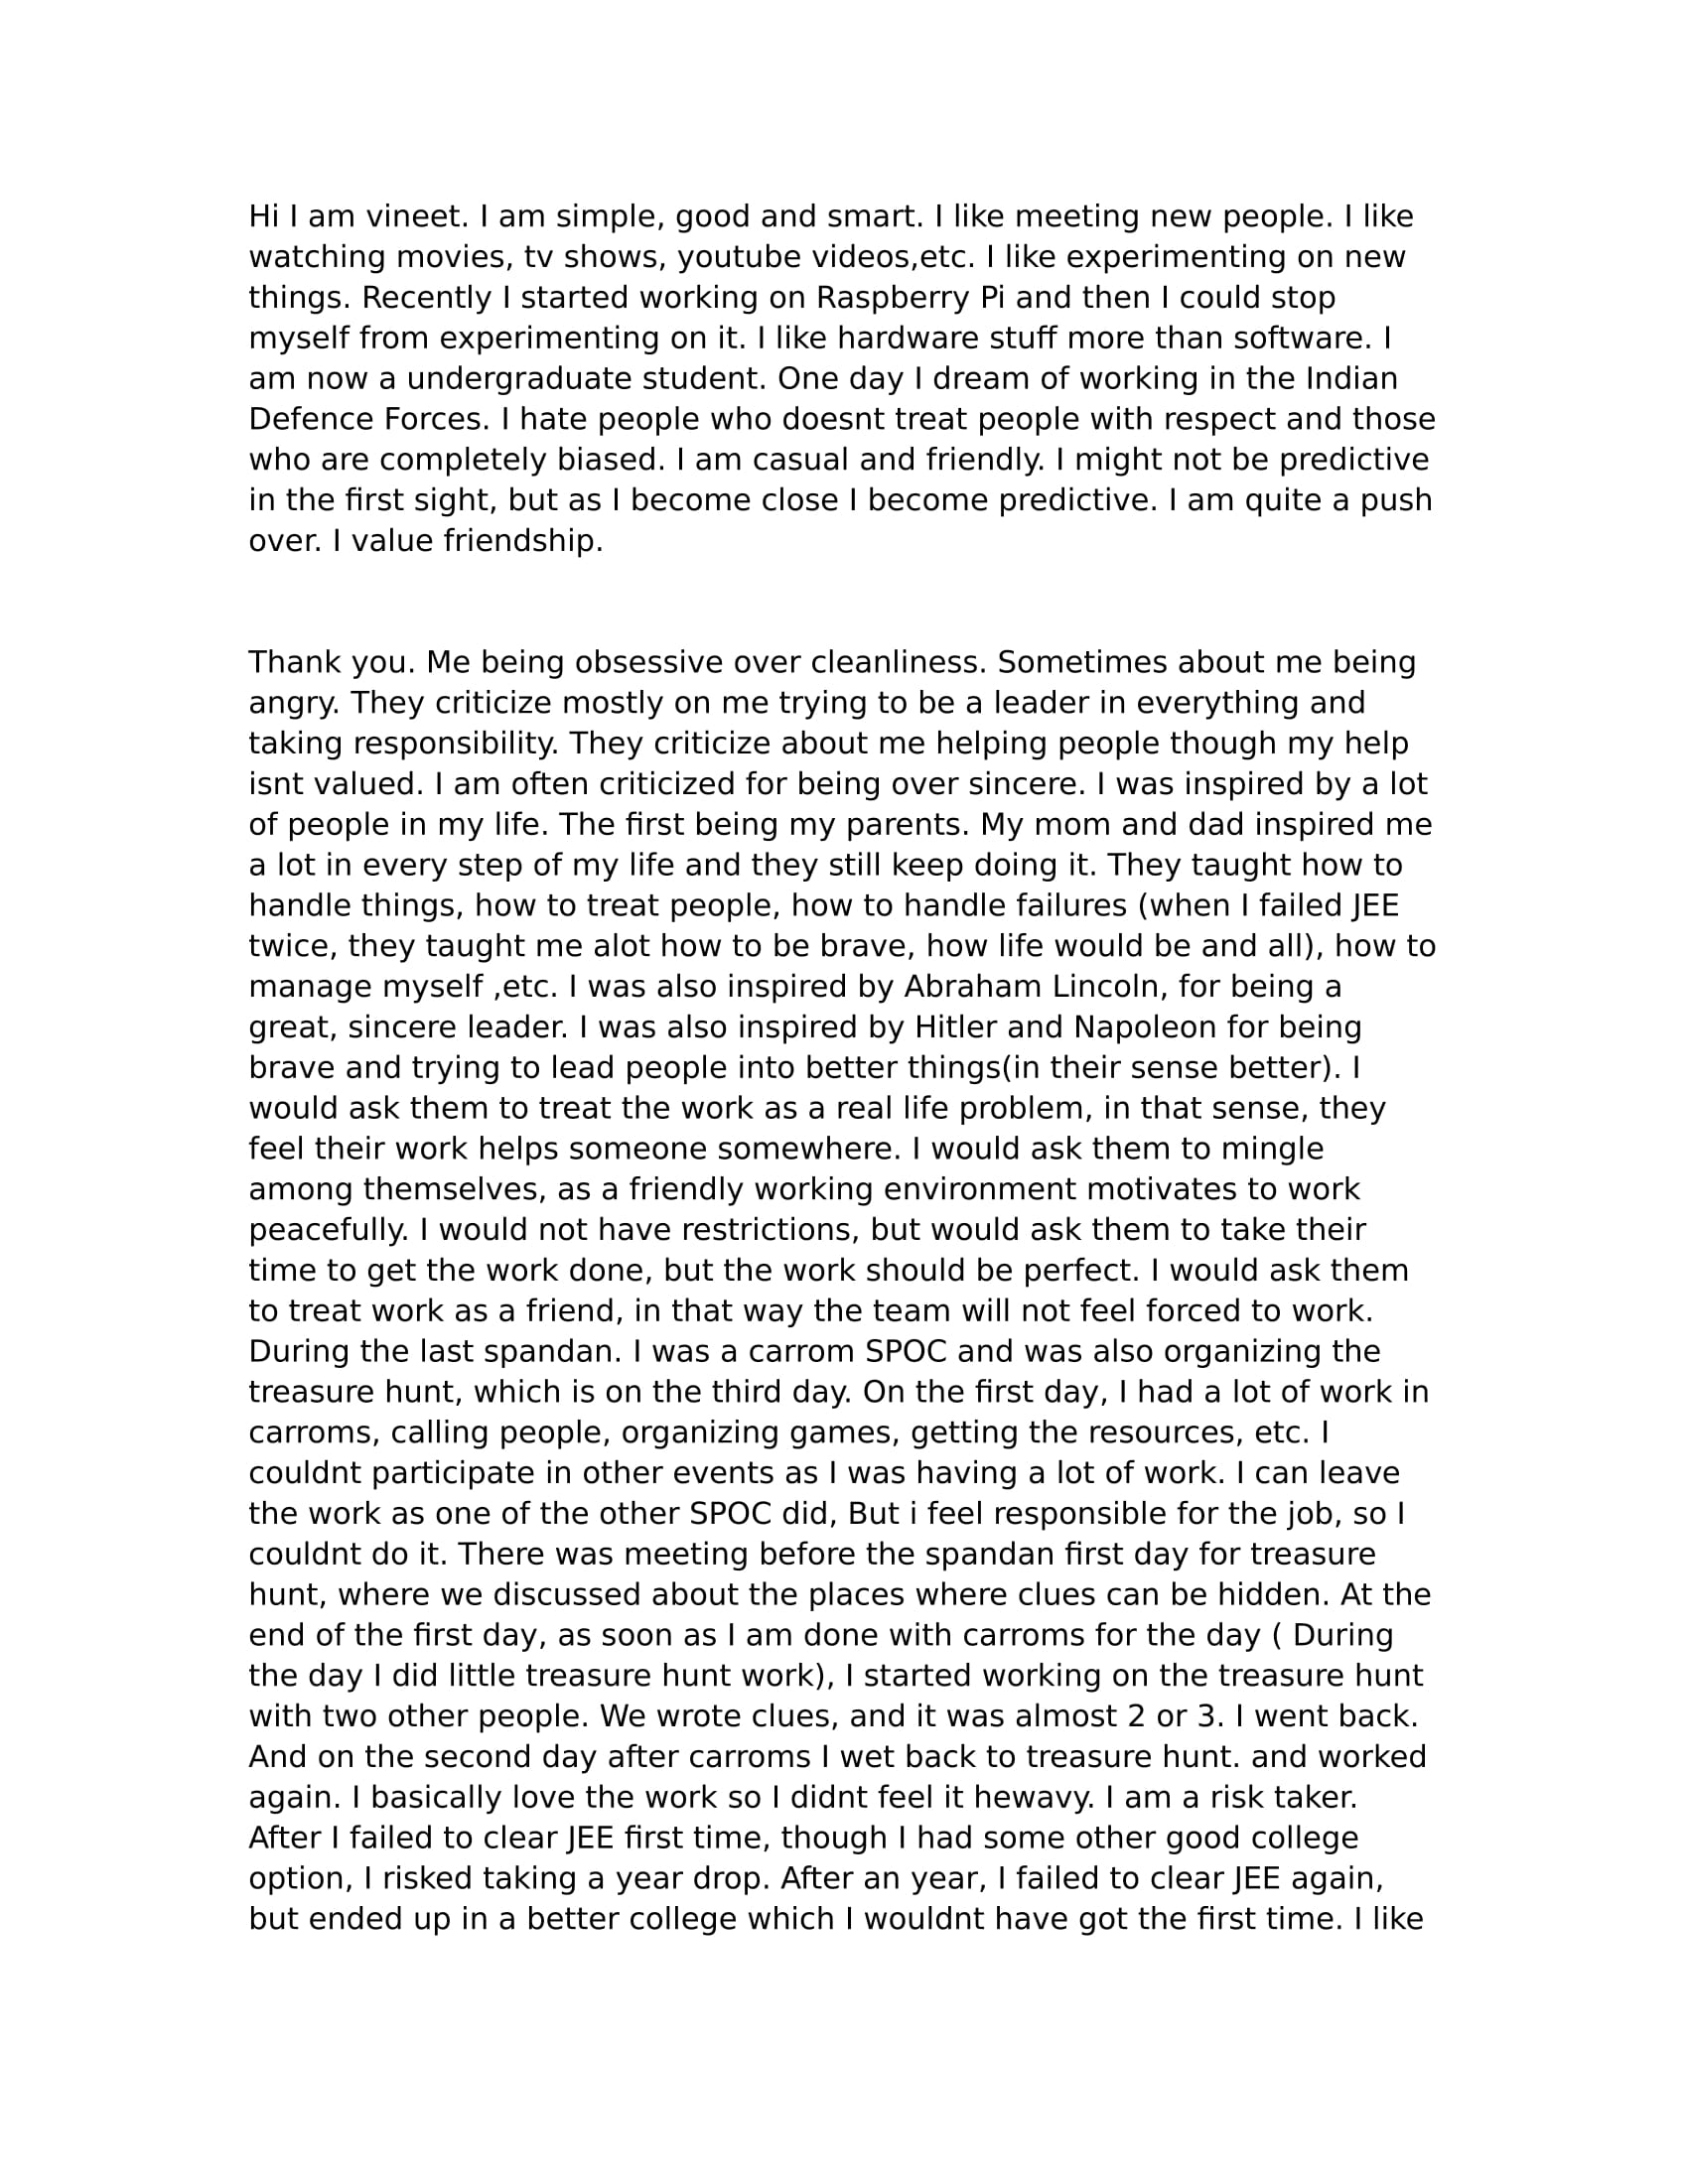 Hi I am vineet. I am simple, good and smart. I like meeting new people. I like
watching movies, tv shows, youtube videos,etc. I like experimenting on new
things. Recently I started working on Raspberry Pi and then I could stop
myself from experimenting on it. I like hardware stuff more than software. I
am now a undergraduate student. One day I dream of working in the Indian
Defence Forces. I hate people who doesnt treat people with respect and those
who are completely biased. I am casual and friendly. I might not be predictive
in the first sight, but as I become close I become predictive. I am quite a push
over. I value friendship.
Thank you. Me being obsessive over cleanliness. Sometimes about me being
angry. They criticize mostly on me trying to be a leader in everything and
taking responsibility. They criticize about me helping people though my help
isnt valued. I am often criticized for being over sincere. I was inspired by a lot
of people in my life. The first being my parents. My mom and dad inspired me
a lot in every step of my life and they still keep doing it. They taught how to
handle things, how to treat people, how to handle failures (when I failed JEE
twice, they taught me alot how to be brave, how life would be and all), how to
manage myself ,etc. I was also inspired by Abraham Lincoln, for being a
great, sincere leader. I was also inspired by Hitler and Napoleon for being
brave and trying to lead people into better things(in their sense better). I
would ask them to treat the work as a real life problem, in that sense, they
feel their work helps someone somewhere. I would ask them to mingle
among themselves, as a friendly working environment motivates to work
peacefully. I would not have restrictions, but would ask them to take their
time to get the work done, but the work should be perfect. I would ask them
to treat work as a friend, in that way the team will not feel forced to work.
During the last spandan. I was a carrom SPOC and was also organizing the
treasure hunt, which is on the third day. On the first day, I had a lot of work in
carroms, calling people, organizing games, getting the resources, etc. I
couldnt participate in other events as I was having a lot of work. I can leave
the work as one of the other SPOC did, But i feel responsible for the job, so I
couldnt do it. There was meeting before the spandan first day for treasure
hunt, where we discussed about the places where clues can be hidden. At the
end of the first day, as soon as I am done with carroms for the day ( During
the day I did little treasure hunt work), I started working on the treasure hunt
with two other people. We wrote clues, and it was almost 2 or 3. I went back.
And on the second day after carroms I wet back to treasure hunt. and worked
again. I basically love the work so I didnt feel it hewavy. I am a risk taker.
After I failed to clear JEE first time, though I had some other good college
option, I risked taking a year drop. After an year, I failed to clear JEE again,
but ended up in a better college which I wouldnt have got the first time. I like